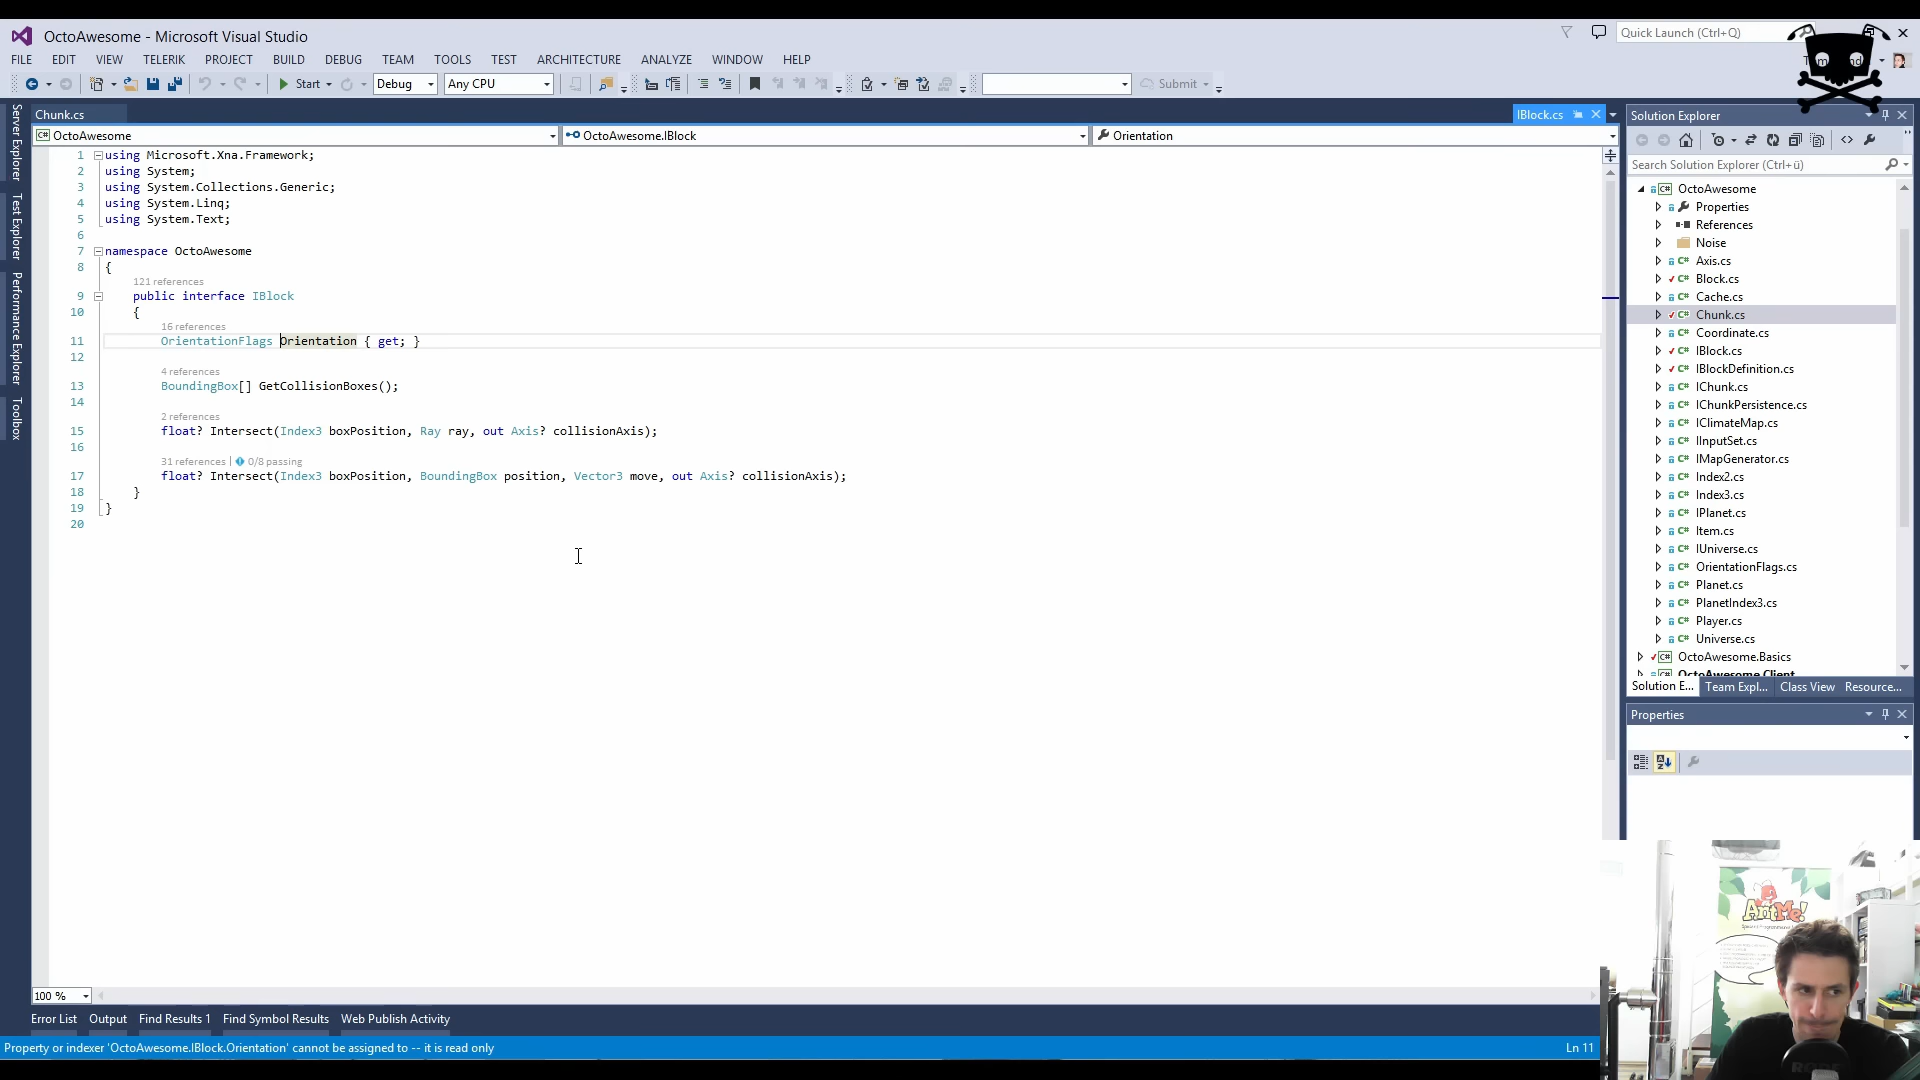 OctoAwesome - Microsoft Visual Studio
Quick Launch (Ctrl+Q)
FILE EDIT VIEW TELERIK PROJECT BUILD DEBUG TEAM TOOLS TEST ARCHITECTURE ANALYZE WINDOW HELP
Start Debug Any CPU Submit
Chunk.cs
IBlock.cs
OctoAwesome
OctoAwesome.IBlock
Orientation
Server Explorer
Test Explorer
Performance Explorer
Toolbox
1 using Microsoft.Xna.Framework;
2 using System;
3 using System.Collections.Generic;
4 using System.Linq;
5 using System.Text;
6
7 namespace OctoAwesome
8 {
121 references
9 public interface IBlock
10 {
16 references
11 OrientationFlags Orientation { get; }
12
4 references
13 BoundingBox[] GetCollisionBoxes();
14
2 references
15 float? Intersect(Index3 boxPosition, Ray ray, out Axis? collisionAxis);
16
31 references | 0/8 passing
17 float? Intersect(Index3 boxPosition, BoundingBox position, Vector3 move, out Axis? collisionAxis);
18 }
19 }
20
100 %
Error List Output Find Results 1 Find Symbol Results Web Publish Activity
Property or indexer 'OctoAwesome.IBlock.Orientation' cannot be assigned to -- it is read only
Ln 11
Solution Explorer
Search Solution Explorer (Ctrl+ü)
OctoAwesome
Properties
References
Noise
Axis.cs
Block.cs
Cache.cs
Chunk.cs
Coordinate.cs
IBlock.cs
IBlockDefinition.cs
IChunk.cs
IChunkPersistence.cs
IClimateMap.cs
IInputSet.cs
IMapGenerator.cs
Index2.cs
Index3.cs
IPlanet.cs
Item.cs
IUniverse.cs
OrientationFlags.cs
Planet.cs
PlanetIndex3.cs
Player.cs
Universe.cs
OctoAwesome.Basics
OctoAwesome.Client
Solution E... Team Expl... Class View Resource...
Properties
AntMe!